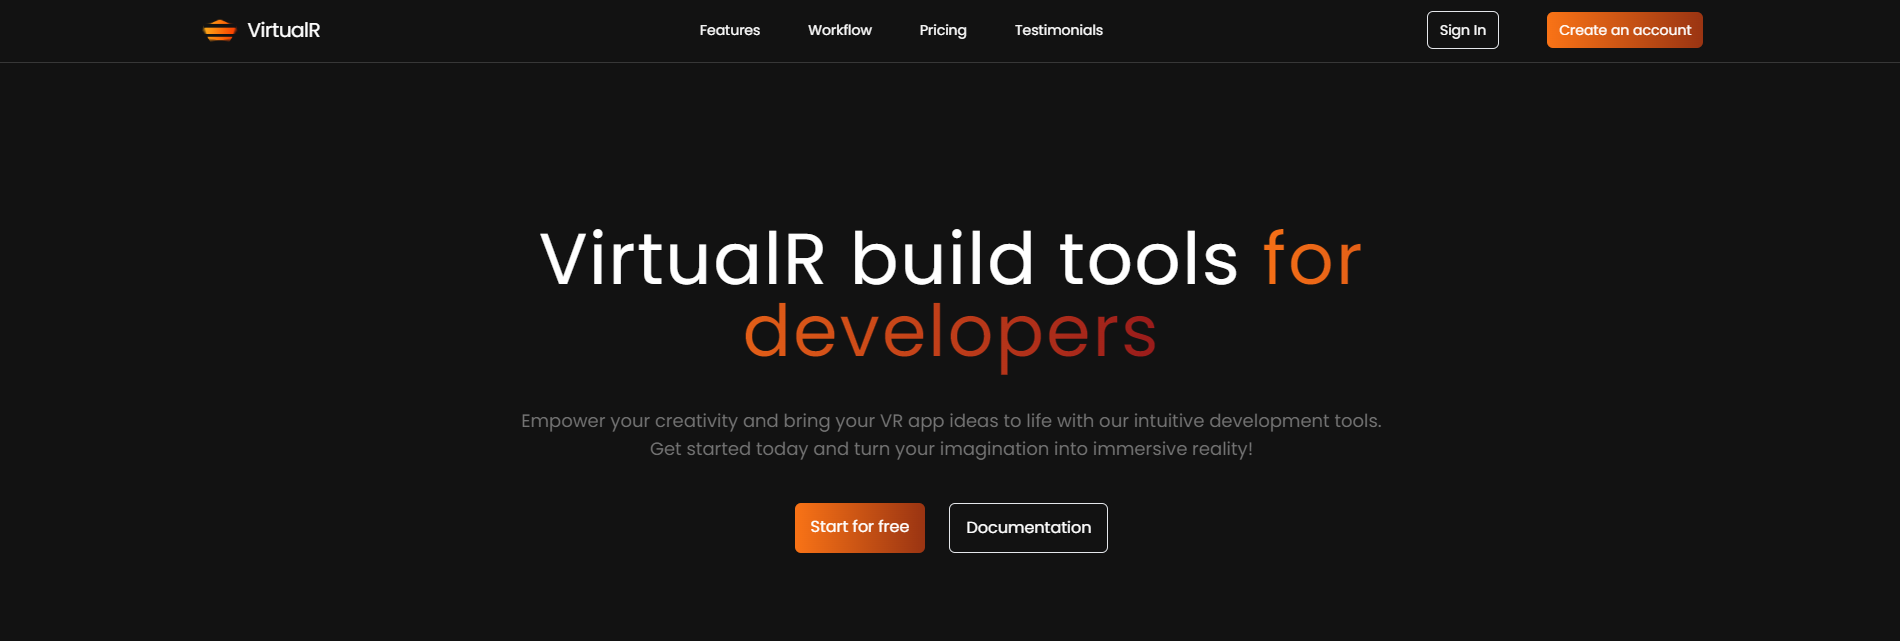 VirtualR
Features
Workflow
Pricing
Testimonials
Sign In
Create an account
VirtualR build tools for
developers
Empower your creativity and bring your VR app ideas to life with our intuitive development tools.
Get started today and turn your imagination into immersive reality!
Start for free
Documentation